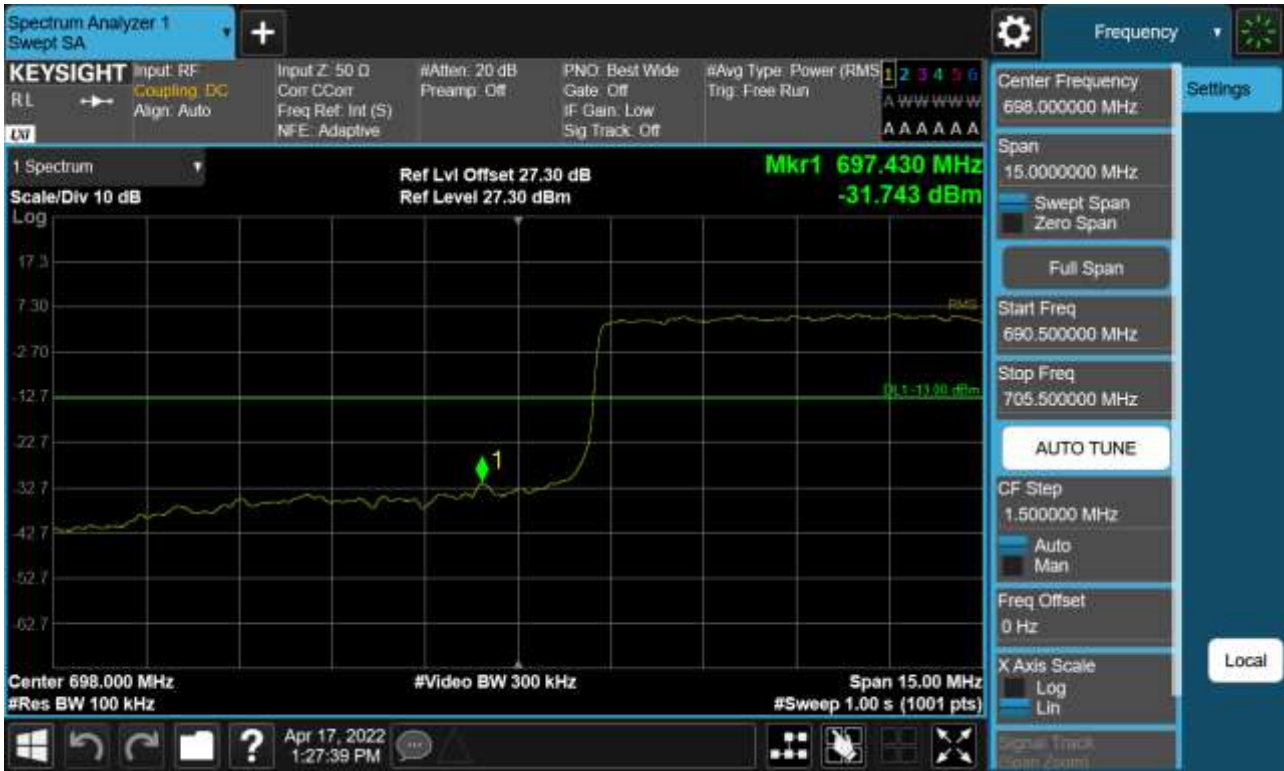 Spectrum Analyzer 1
Swept SA
+
Frequency
KEYSIGHT
RL
LXI
Input: RF
Coupling: DC
Align: Auto
Input Z: 50 Ω
Corr CCorr
Freq Ref: Int (S)
NFE: Adaptive
#Atten: 20 dB
Preamp: Off
PNO: Best Wide
Gate: Off
IF Gain: Low
Sig Track: Off
#Avg Type: Power (RMS
Trig: Free Run
1 2 3 4 5 6
A W W W W W
A A A A A A
1 Spectrum
Scale/Div 10 dB
Log
Ref Lvl Offset 27.30 dB
Ref Level 27.30 dBm
Mkr1 697.430 MHz
-31.743 dBm
17.3
7.30
-2.70
-12.7
-22.7
-32.7
-42.7
-52.7
-62.7
RMS
DL1 -13.00 dBm
1
Center 698.000 MHz
#Res BW 100 kHz
#Video BW 300 kHz
Span 15.00 MHz
#Sweep 1.00 s (1001 pts)
Apr 17, 2022
1:27:39 PM
?
Center Frequency
698.000000 MHz
Span
15.0000000 MHz
Swept Span
Zero Span
Full Span
Start Freq
690.500000 MHz
Stop Freq
705.500000 MHz
AUTO TUNE
CF Step
1.500000 MHz
Auto
Man
Freq Offset
0 Hz
X Axis Scale
Log
Lin
Signal Track
(Span Zoom)
Settings
Local